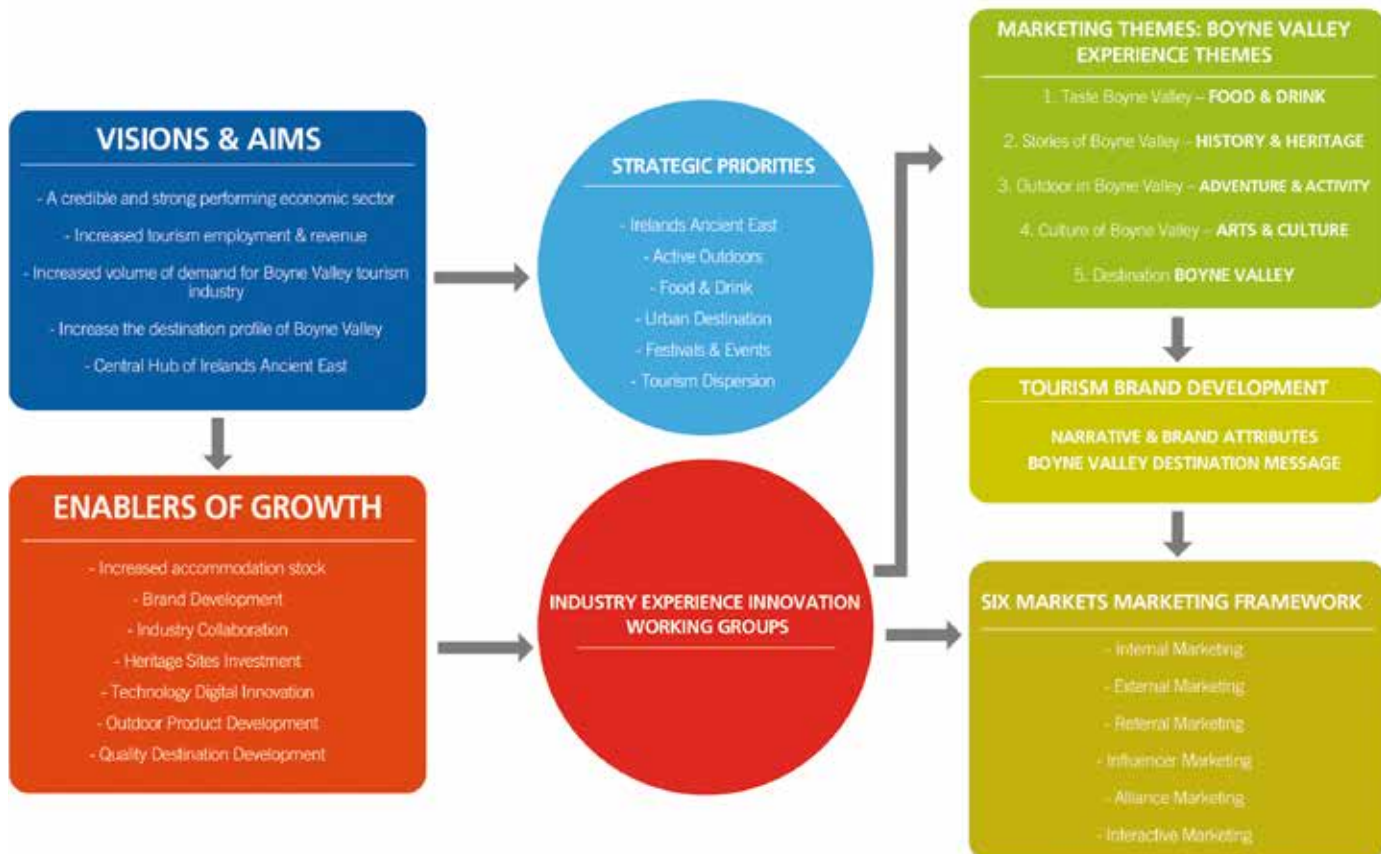 VISIONS & AIMS
- A credible and strong performing economic sector
- Increased tourism employment & revenue
- Increased volume of demand for Boyne Valley tourism
industry
- Increase the destination profile of Boyne Valley
- Central Hub of Irelands Ancient East
ENABLERS OF GROWTH
- Increased accommodation stock
- Brand Development
- Industry Collaboration
- Heritage Sites Investment
- Technology Digital Innovation
- Outdoor Product Development
- Quality Destination Development
STRATEGIC PRIORITIES
- Irelands Ancient East
- Active Outdoors
- Food & Drink
- Urban Destination
- Festivals & Events
- Tourism Dispersion
INDUSTRY EXPERIENCE INNOVATION
WORKING GROUPS
MARKETING THEMES: BOYNE VALLEY
EXPERIENCE THEMES
1. Taste Boyne Valley – FOOD & DRINK
2. Stories of Boyne Valley – HISTORY & HERITAGE
3. Outdoor in Boyne Valley – ADVENTURE & ACTIVITY
4. Culture of Boyne Valley – ARTS & CULTURE
5. Destination BOYNE VALLEY
TOURISM BRAND DEVELOPMENT
NARRATIVE & BRAND ATTRIBUTES
BOYNE VALLEY DESTINATION MESSAGE
SIX MARKETS MARKETING FRAMEWORK
- Internal Marketing
- External Marketing
- Referral Marketing
- Influencer Marketing
- Alliance Marketing
- Interactive Marketing